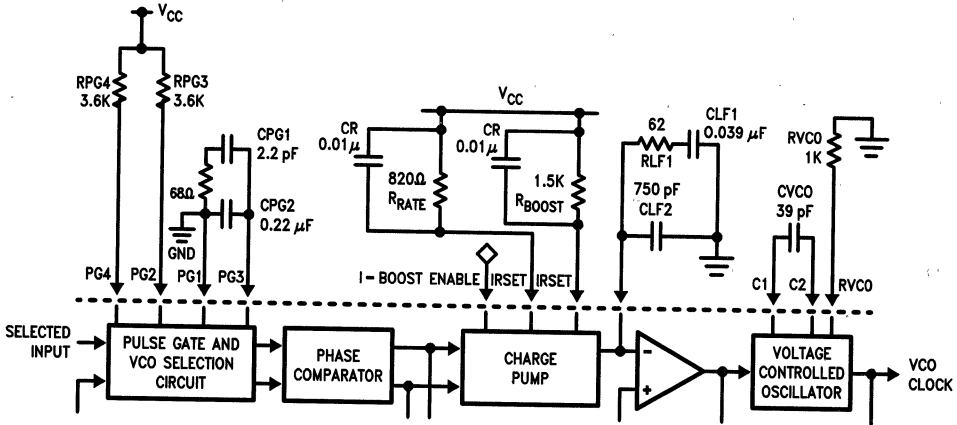 VCC
RPG4
3.6K
RPG3
3.6K
CPG1
2.2 pF
68Ω
CPG2
0.22 μF
GND
VCC
CR
0.01μ
820Ω
RRATE
CR
0.01μ
1.5K
RBOOST
62
RLF1
CLF1
0.039 μF
750 pF
CLF2
RVCO
1K
CVCO
39 pF
PG4
PG2
PG1
PG3
I-BOOST ENABLE
IRSET
IRSET
C1
C2
RVCO
SELECTED
INPUT
PULSE GATE AND
VCO SELECTION
CIRCUIT
PHASE
COMPARATOR
CHARGE
PUMP
-
+
VOLTAGE
CONTROLLED
OSCILLATOR
VCO
CLOCK